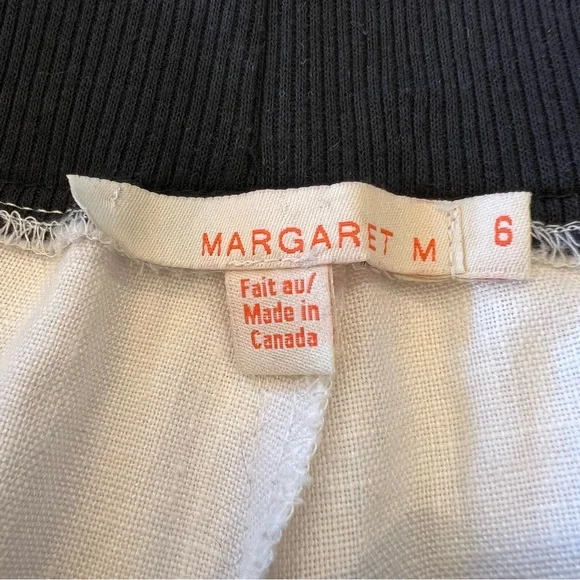 MARGARET M 6
Fait au/
Made in
Canada